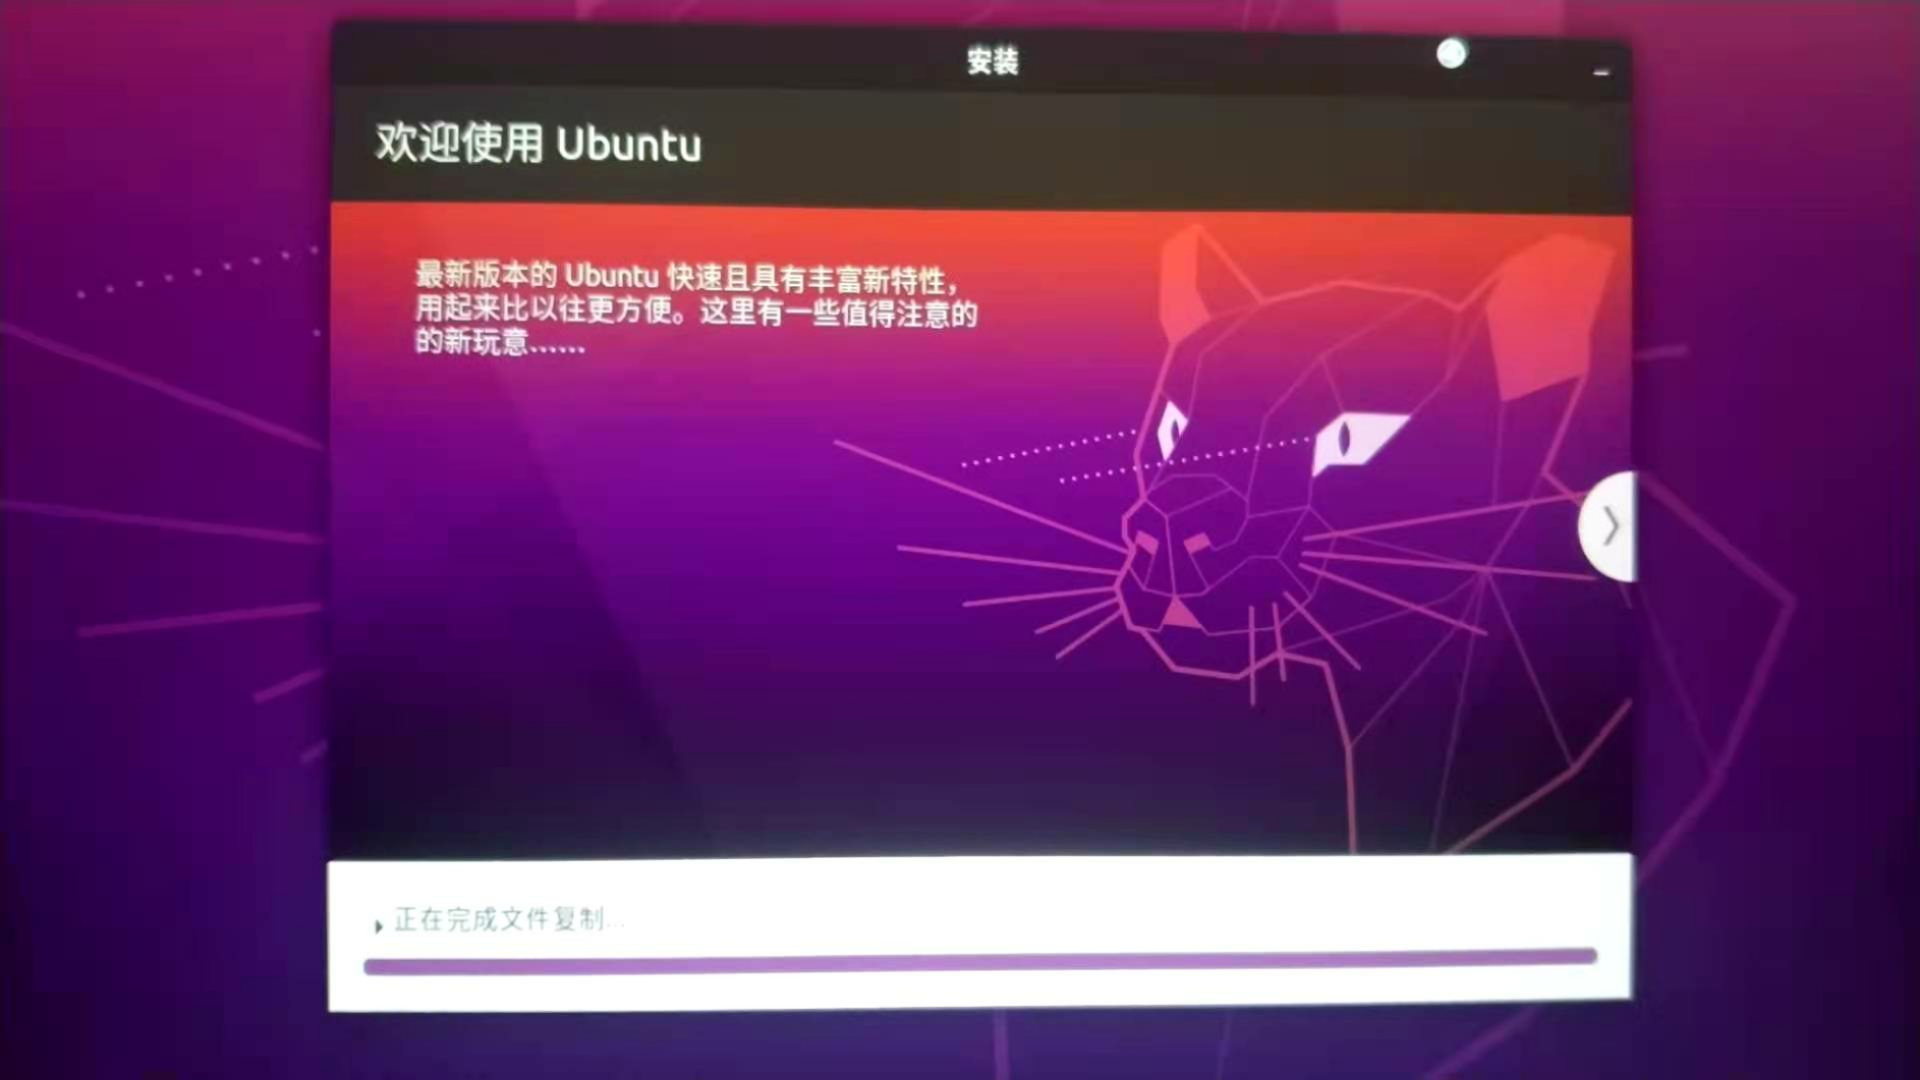 安装
欢迎使用 Ubuntu
最新版本的 Ubuntu 快速且具有丰富新特性，
用起来比以往更方便。这里有一些值得注意的
的新玩意……
正在完成文件复制...